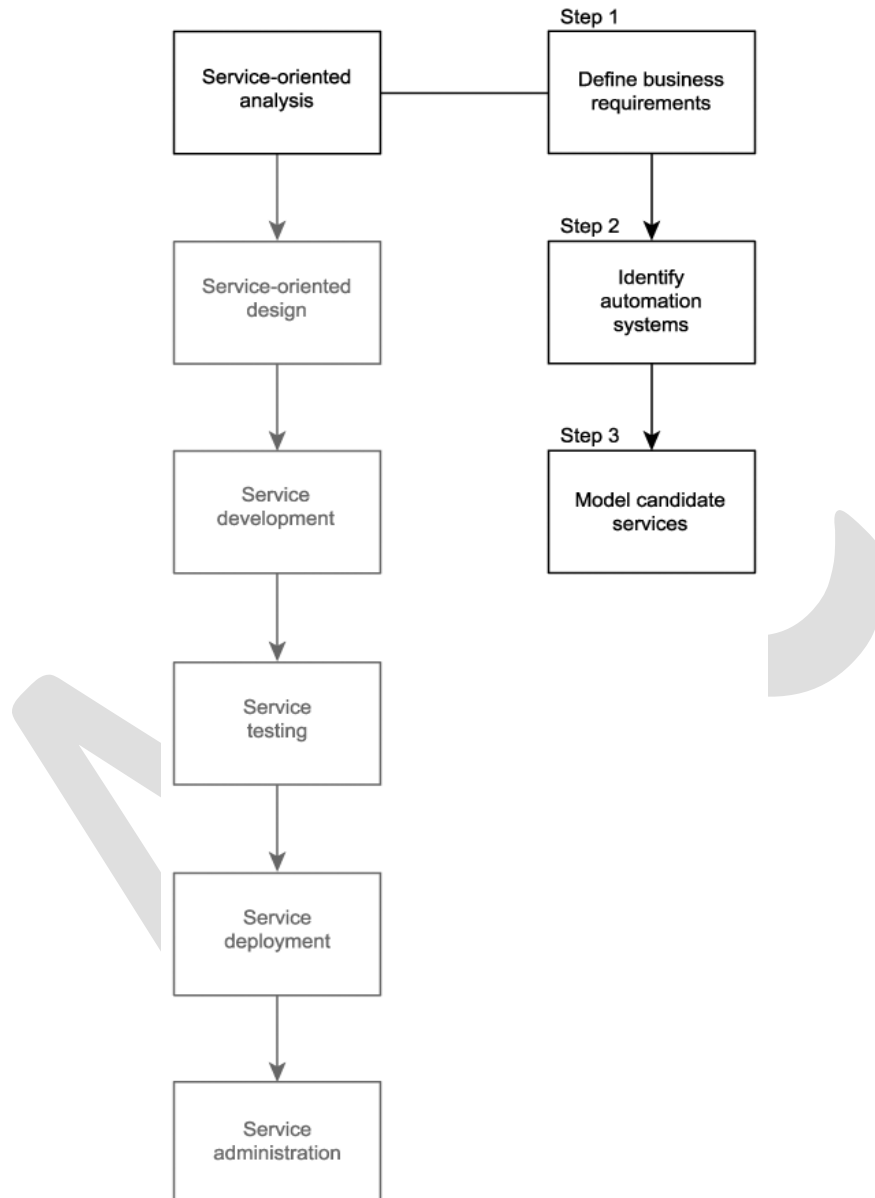 Step 1
Service-oriented
analysis
Define business
requirements
Step 2
Service-oriented
design
Identify
automation
systems
Step 3
Service
development
Model candidate
services
Service
testing
Service
deployment
Service
administration